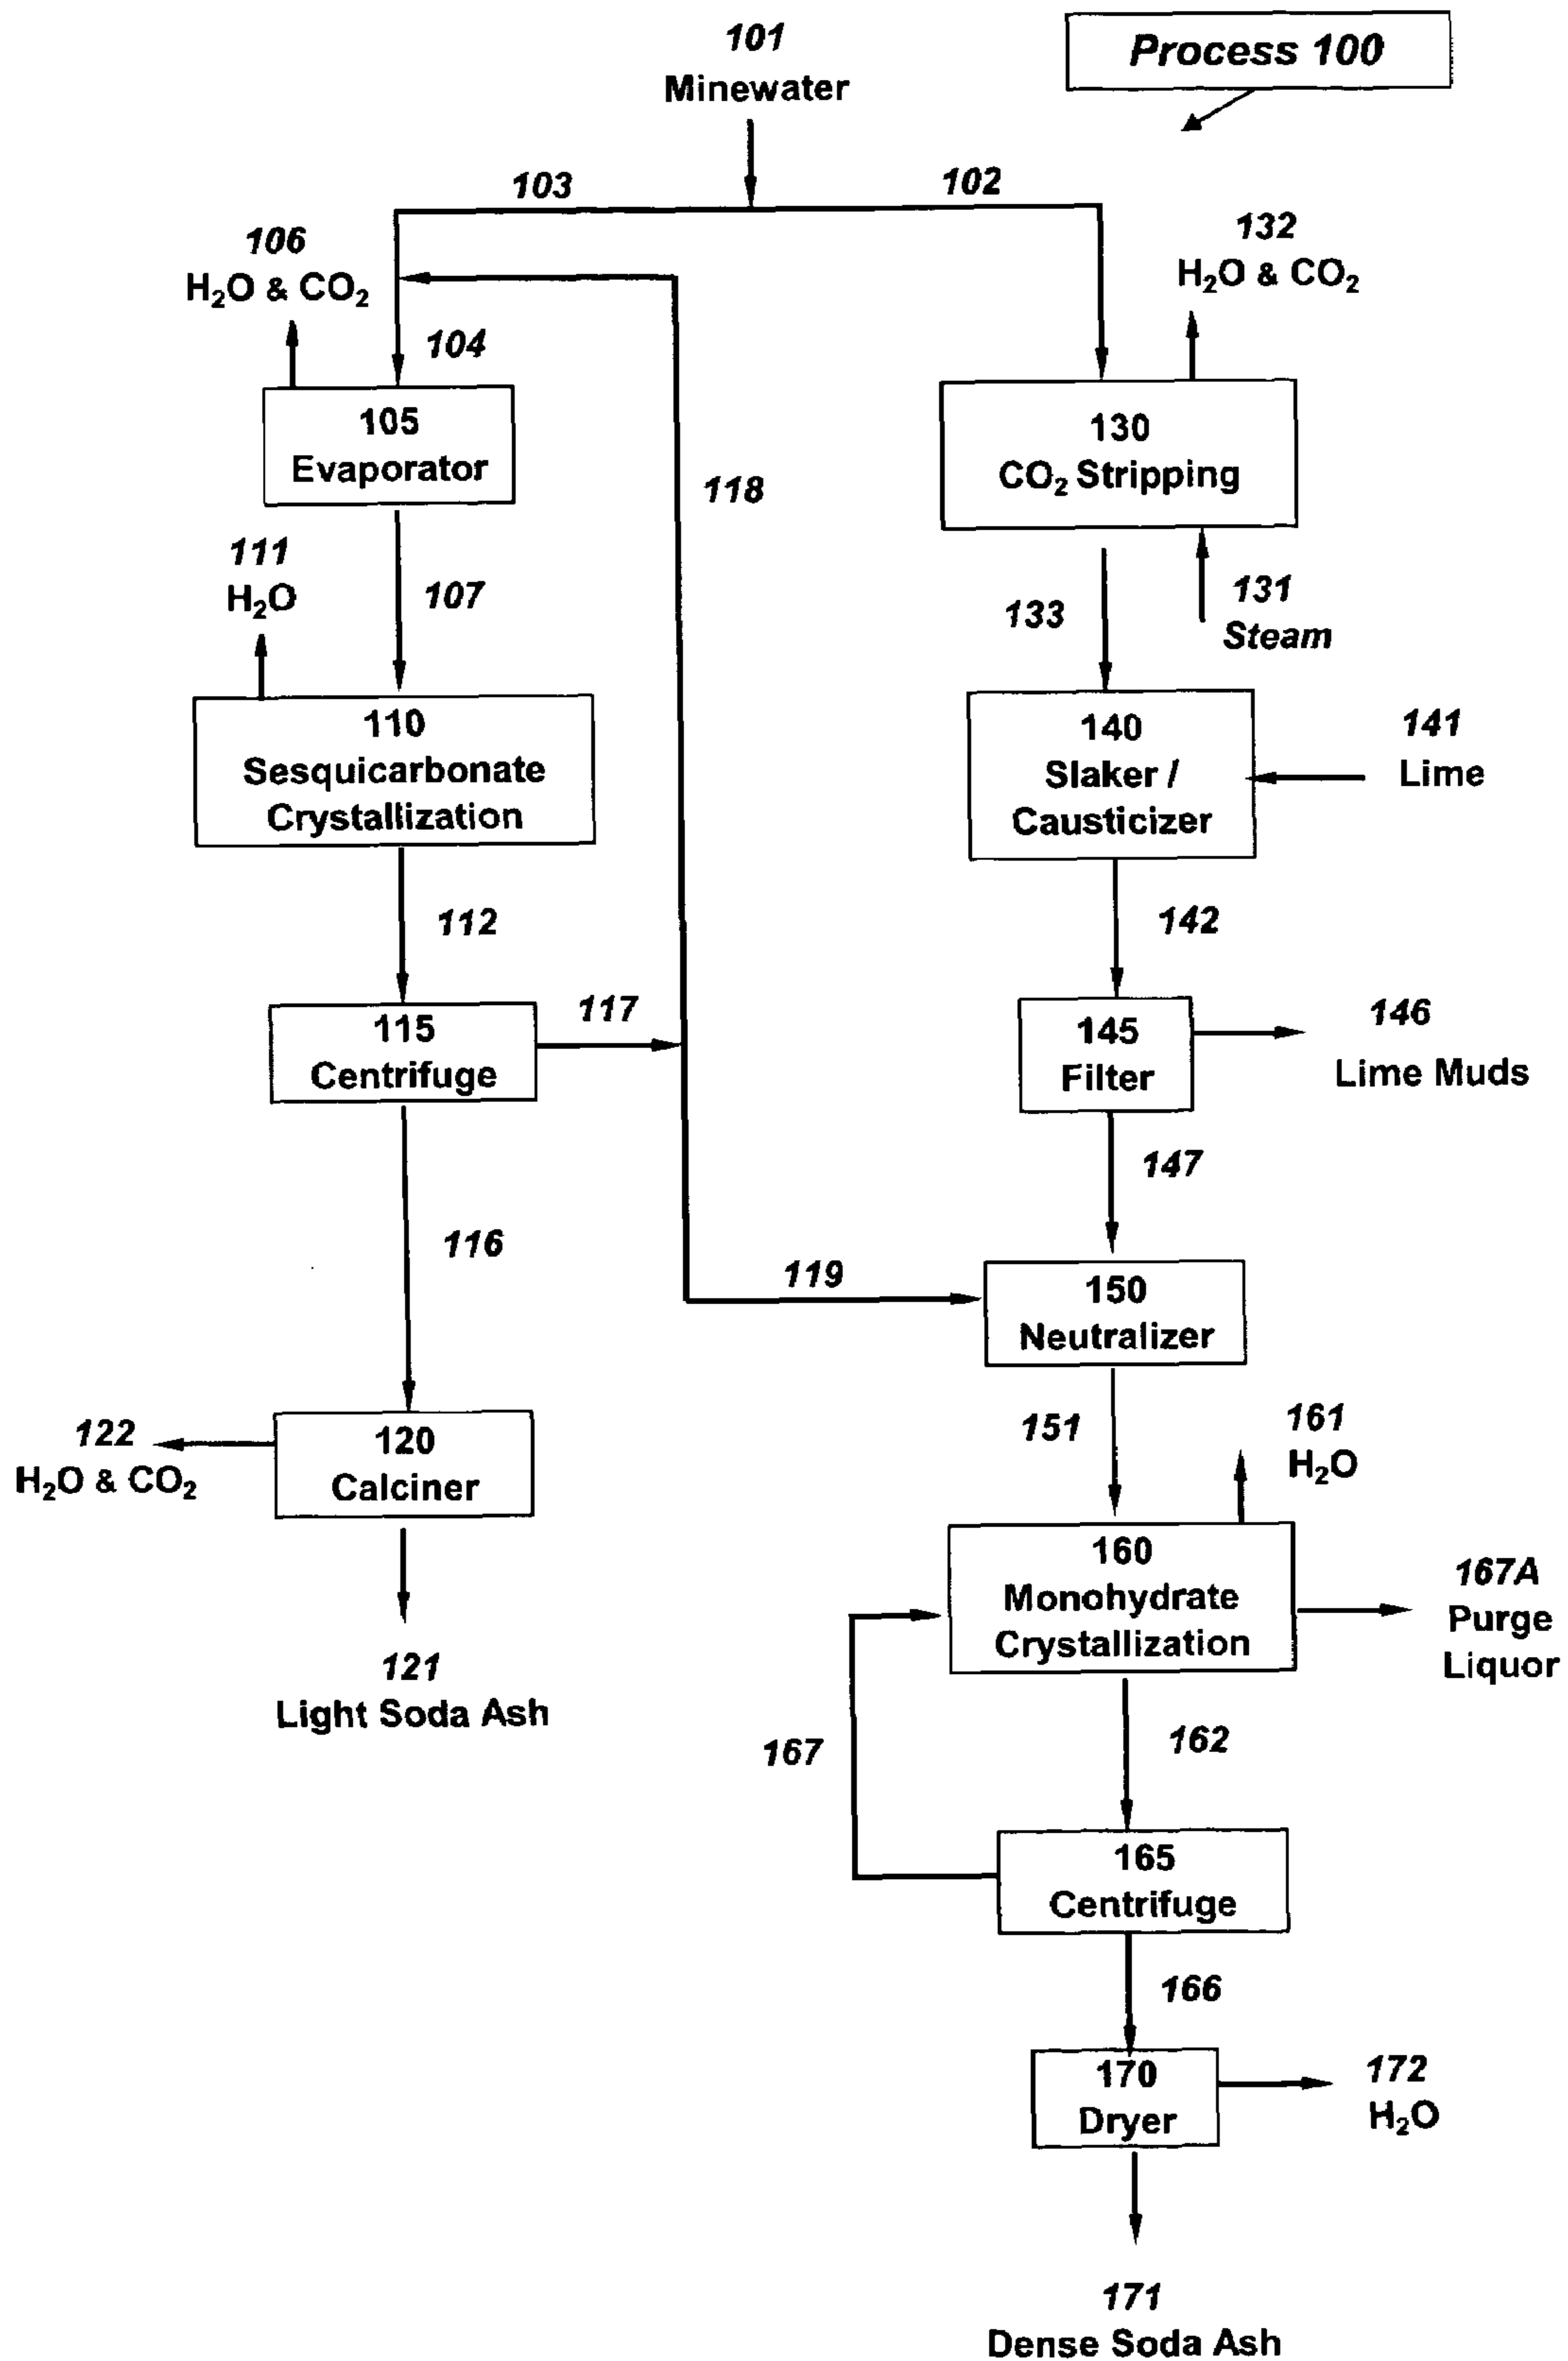 101
Minewater
Process 100
103
102
106
H₂O & CO₂
132
H₂O & CO₂
104
105
Evaporator
130
CO₂ Stripping
118
111
H₂O
107
133
131
Steam
110
Sesquicarbonate
Crystallization
140
Slaker /
Causticizer
141
Lime
112
142
115
Centrifuge
117
145
Filter
146
Lime Muds
147
116
119
150
Neutralizer
122
H₂O & CO₂
120
Calciner
151
161
H₂O
160
Monohydrate
Crystallization
167A
Purge
Liquor
121
Light Soda Ash
167
162
165
Centrifuge
166
170
Dryer
172
H₂O
171
Dense Soda Ash